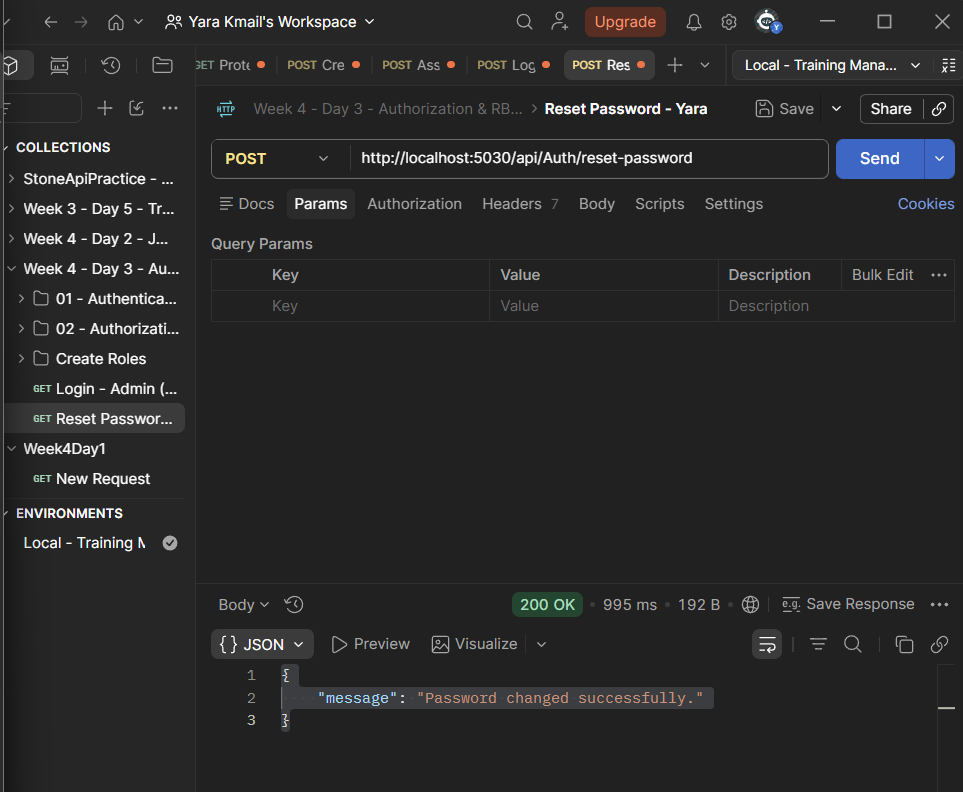 Yara Kmail's Workspace
Upgrade
Y
GET Prote
POST Cre
POST Ass
POST Log
POST Res
Local - Training Mana...
HTTP
Week 4 - Day 3 - Authorization & RB... > Reset Password - Yara
Save
Share
COLLECTIONS
StoneApiPractice - ...
Week 3 - Day 5 - Tr...
Week 4 - Day 2 - J...
Week 4 - Day 3 - Au...
01 - Authentica...
02 - Authorizati...
Create Roles
GET Login - Admin (...
GET Reset Passwor...
Week4Day1
GET New Request
ENVIRONMENTS
Local - Training M
POST
http://localhost:5030/api/Auth/reset-password
Send
Docs
Params
Authorization
Headers 7
Body
Scripts
Settings
Cookies
Query Params
Key
Value
Description
Bulk Edit
Key
Value
Description
Body
200 OK
995 ms
192 B
e.g. Save Response
{} JSON
Preview
Visualize
1 {
2 "message": "Password changed successfully."
3 }